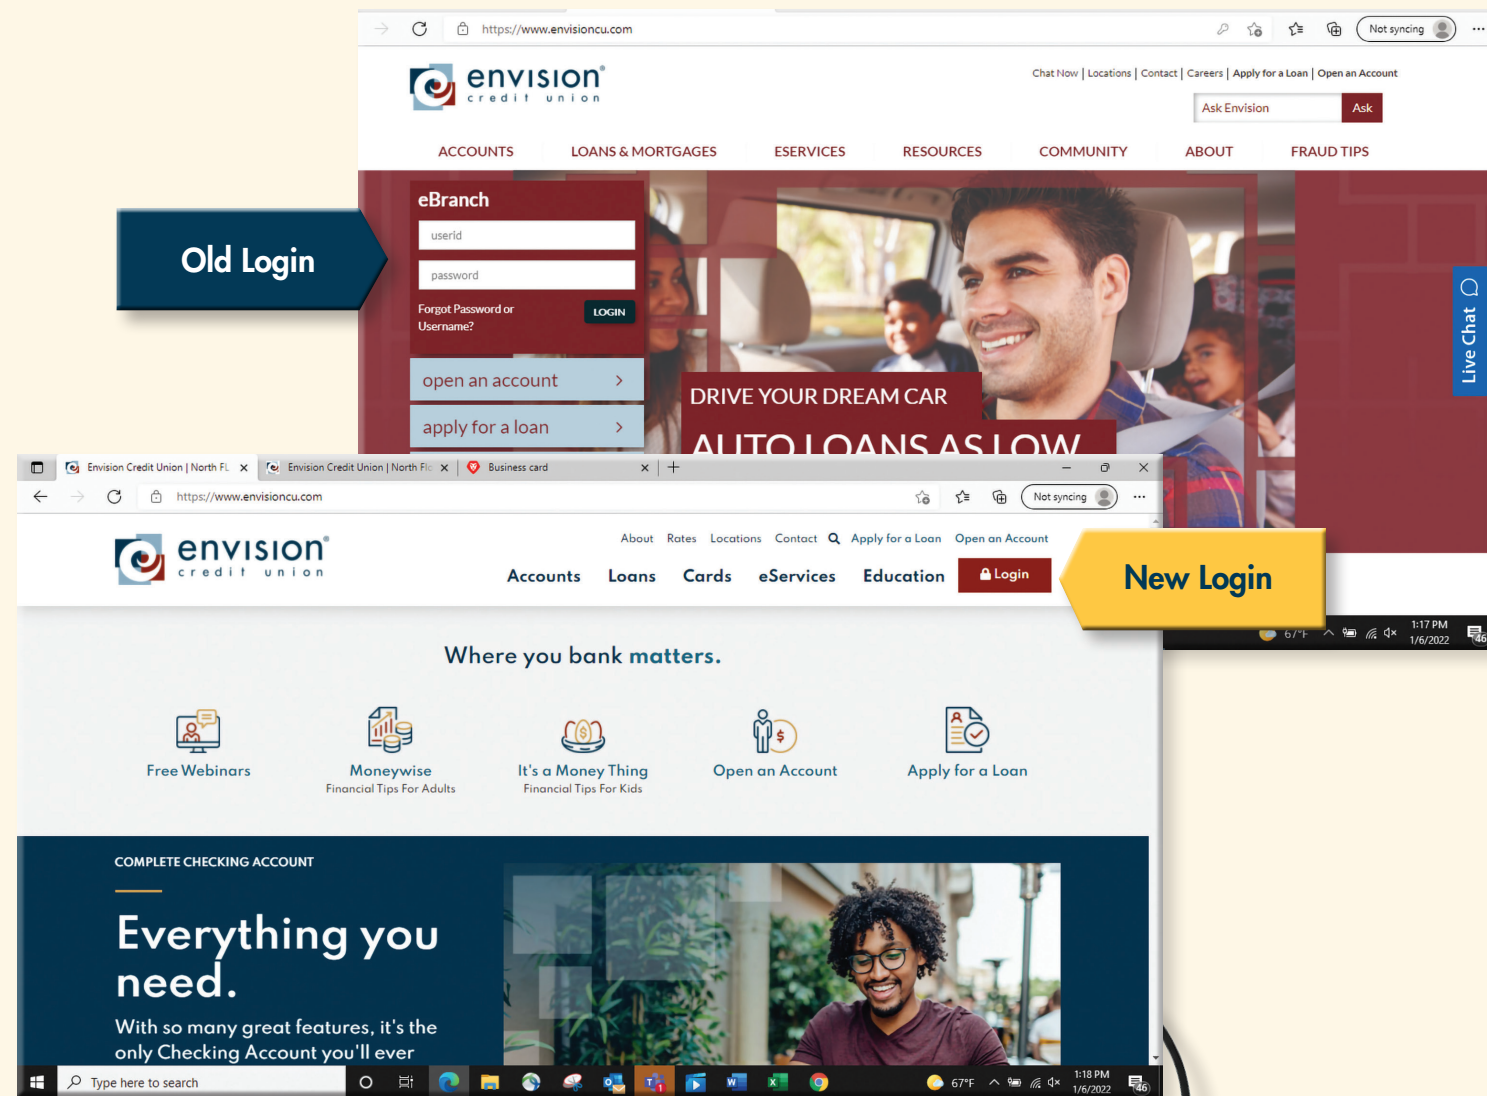 https://www.envisioncu.com
Not syncing
envision®
credit union
Chat Now | Locations | Contact | Careers | Apply for a Loan | Open an Account
Ask Envision
Ask
ACCOUNTS LOANS & MORTGAGES ESERVICES RESOURCES COMMUNITY ABOUT FRAUD TIPS
Old Login
eBranch
userid
password
Forgot Password or
Username?
LOGIN
open an account
apply for a loan
DRIVE YOUR DREAM CAR
AUTO LOANS AS LOW
Live Chat
1:17 PM
67°F
1/6/2022
46
Envision Credit Union | North FL
Envision Credit Union | North Flo
Business card
https://www.envisioncu.com
Not syncing
envision®
credit union
About Rates Locations Contact Apply for a Loan Open an Account
Accounts Loans Cards eServices Education Login
New Login
Where you bank matters.
Free Webinars
Moneywise
Financial Tips For Adults
It's a Money Thing
Financial Tips For Kids
Open an Account
Apply for a Loan
COMPLETE CHECKING ACCOUNT
Everything you
need.
With so many great features, it's the
only Checking Account you'll ever
Type here to search
67°F
1:18 PM
1/6/2022
46